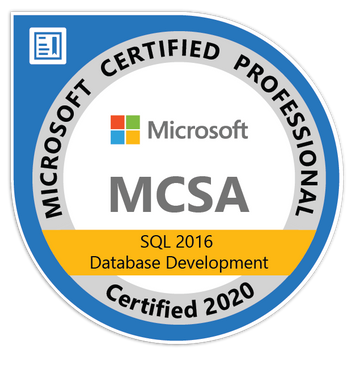 MICROSOFT CERTIFIED PROFESSIONAL
Microsoft
MCSA
SQL 2016
Database Development
Certified 2020